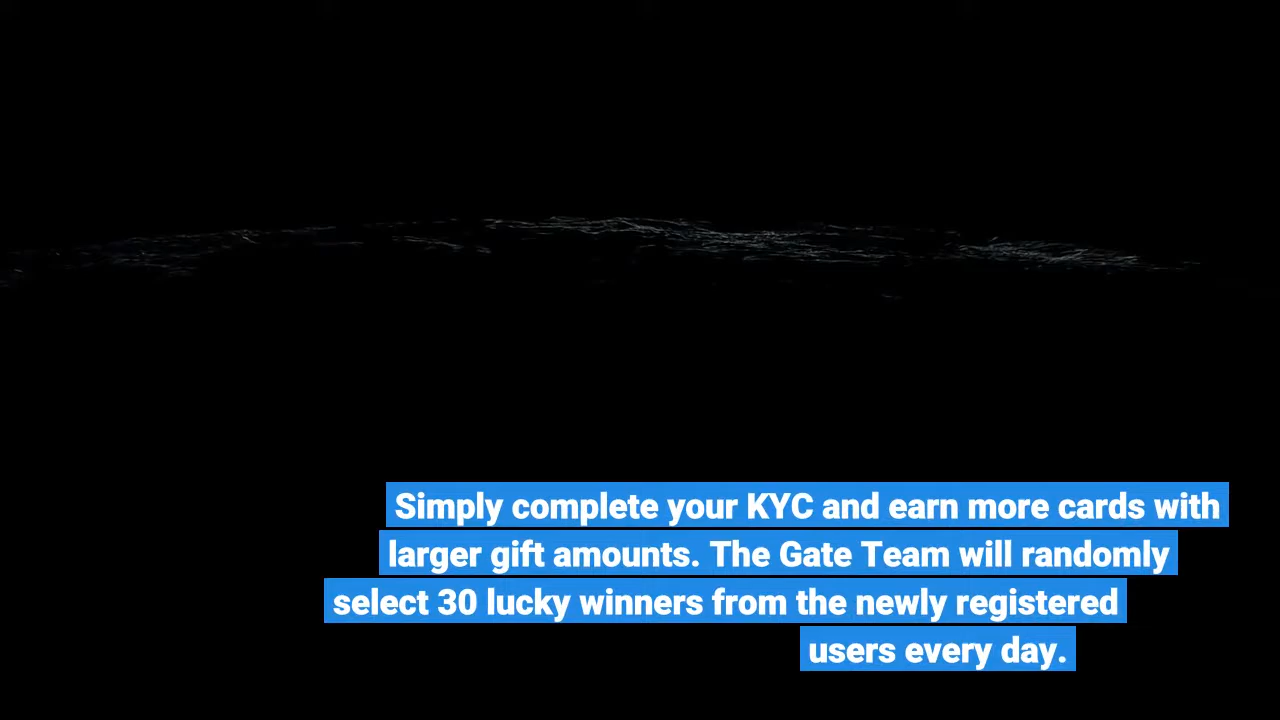 Simply complete your KYC and earn more cards with
larger gift amounts. The Gate Team will randomly
select 30 lucky winners from the newly registered
users every day.